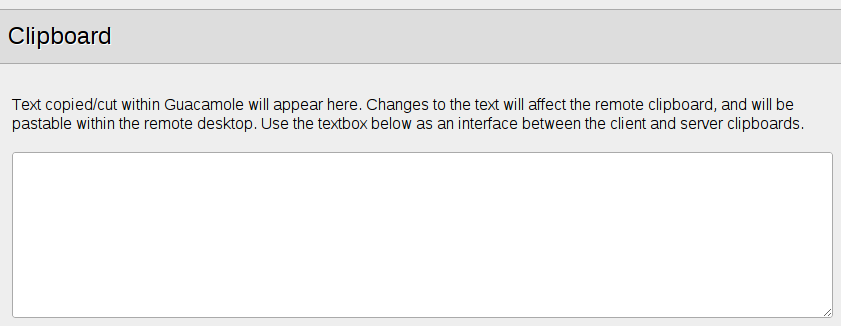 Clipboard
Text copied/cut within Guacamole will appear here. Changes to the text will affect the remote clipboard, and will be
pastable within the remote desktop. Use the textbox below as an interface between the client and server clipboards.